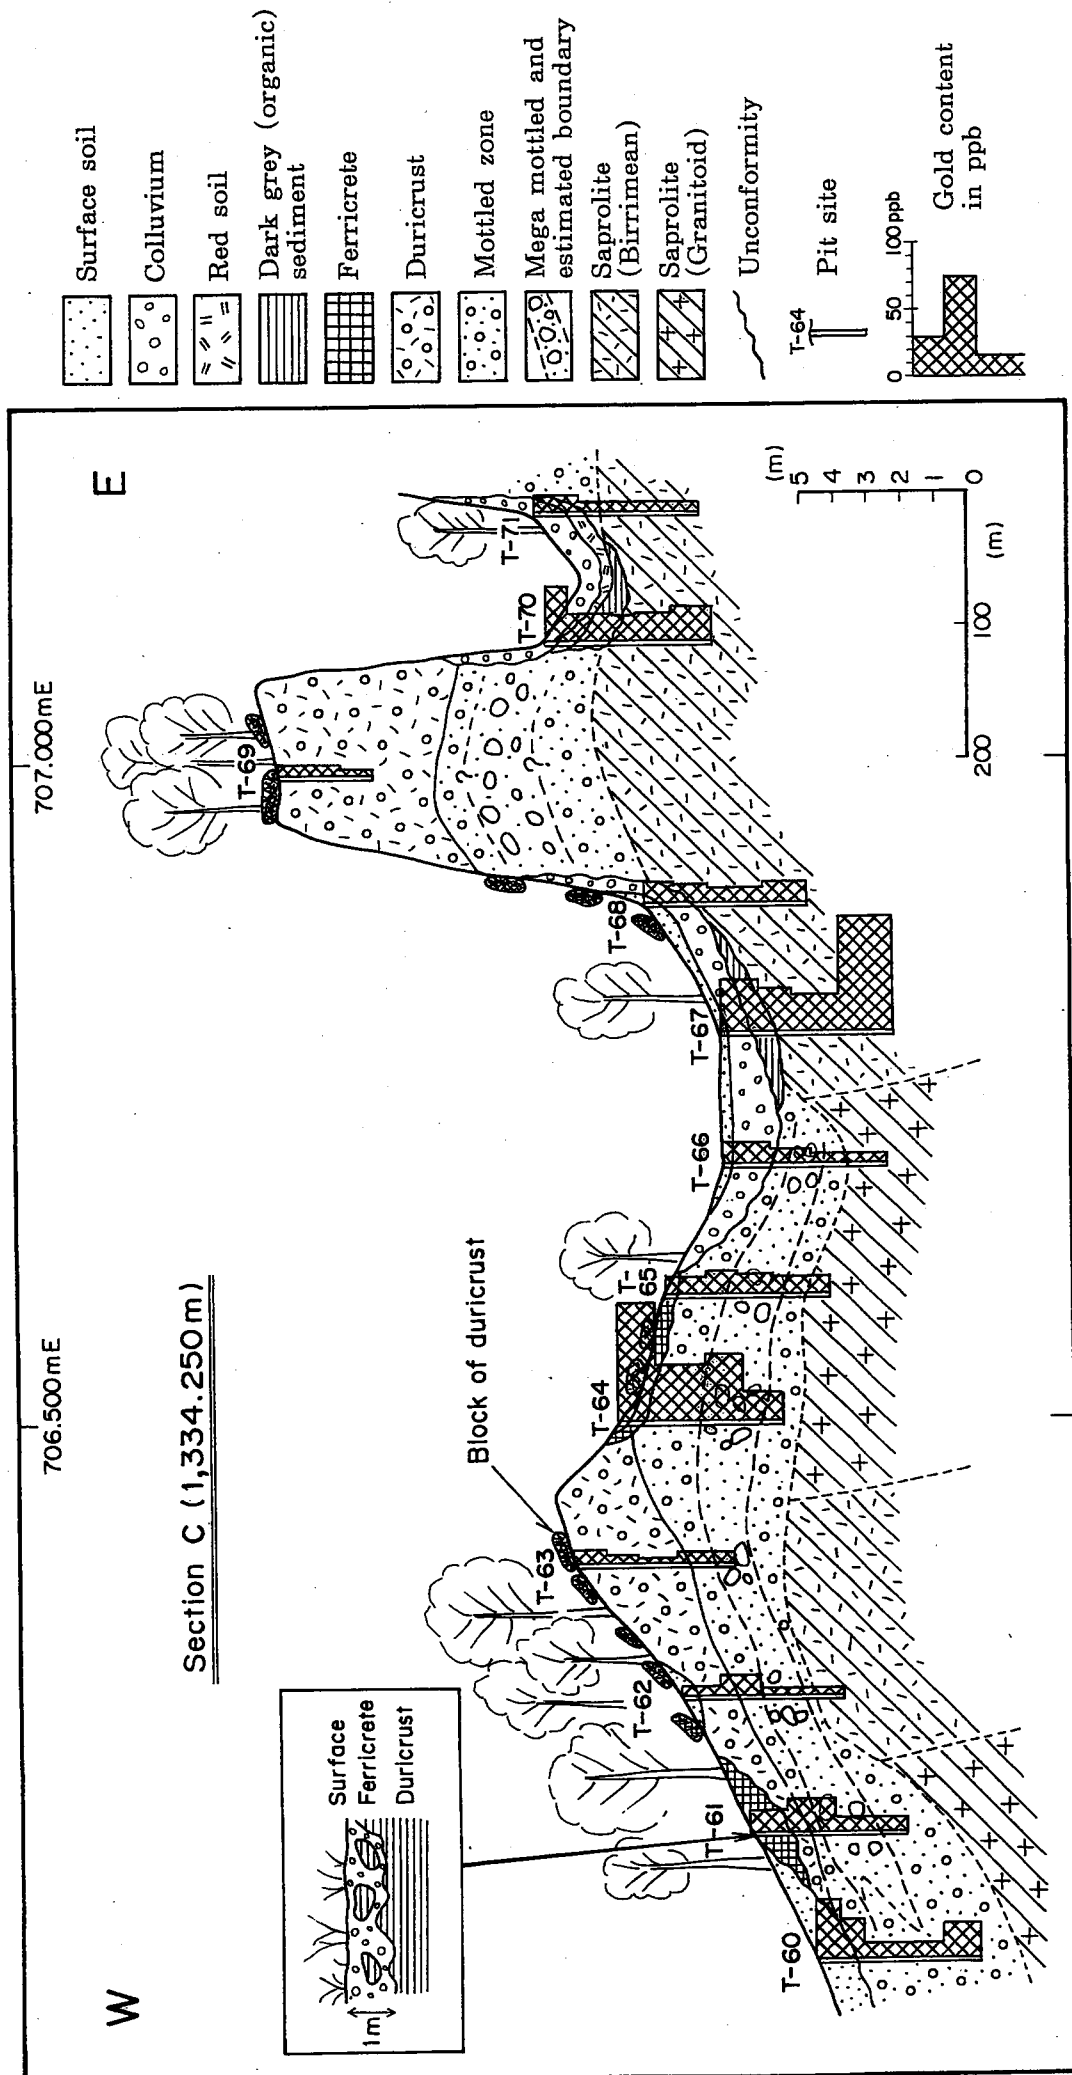 Section C (1,334.250m)
W
E
706.500mE
707.000mE
Surface
Ferricrete
Duricrust
1m
Block of duricrust
T-60
T-61
T-62
T-63
T-64
T-
65
T-66
T-67
T-68
T-69
T-70
T-71
(m)
5
4
3
2
1
0
100
200
(m)
Surface soil
Colluvium
Red soil
Dark grey (organic)
sediment
Ferricrete
Duricrust
Mottled zone
Mega mottled and
estimated boundary
Saprolite
(Birrimean)
Saprolite
(Granitoid)
Unconformity
T-64
Pit site
0
50
100ppb
Gold content
in ppb
?
?
?